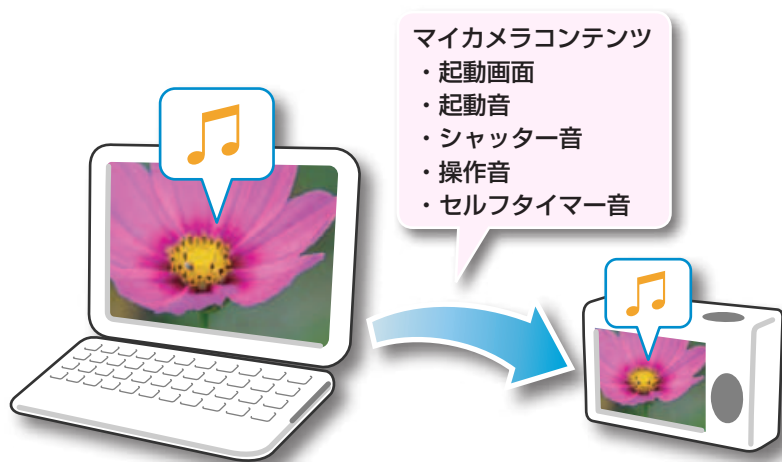 マイカメラコンテンツ
・起動画面
・起動音
・シャッター音
・操作音
・セルフタイマー音